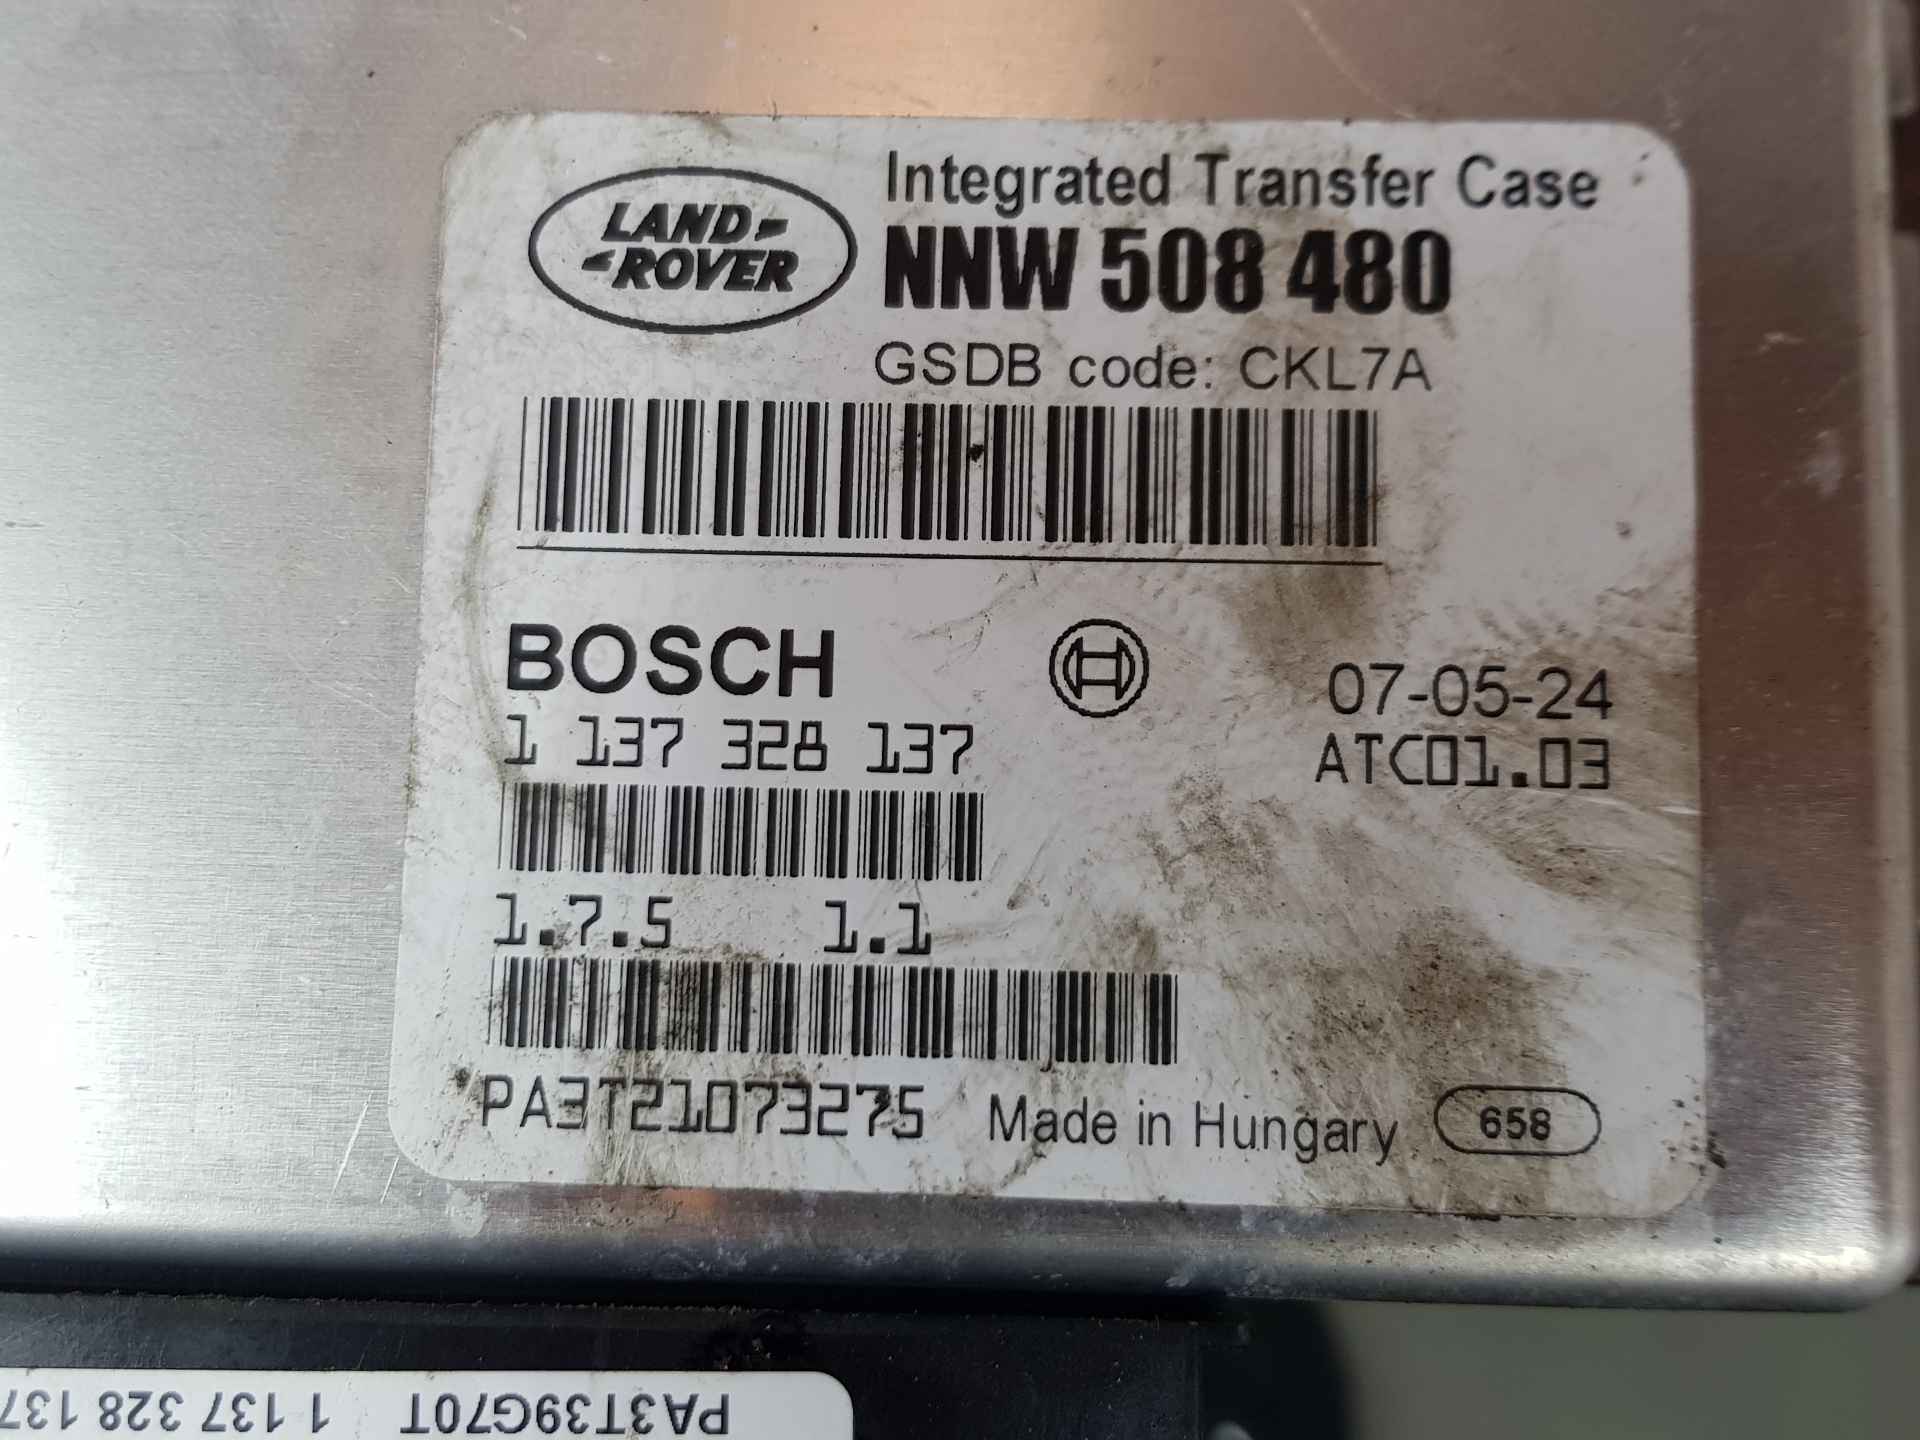 LAND-
-ROVER
Integrated Transfer Case
NNW 508 480
GSDB code: CKL7A
BOSCH
07-05-24
1 137 328 137
ATC01.03
1.7.5 1.1
PA3T21073275 Made in Hungary 658
PA3T39G70T 1 137 328 137